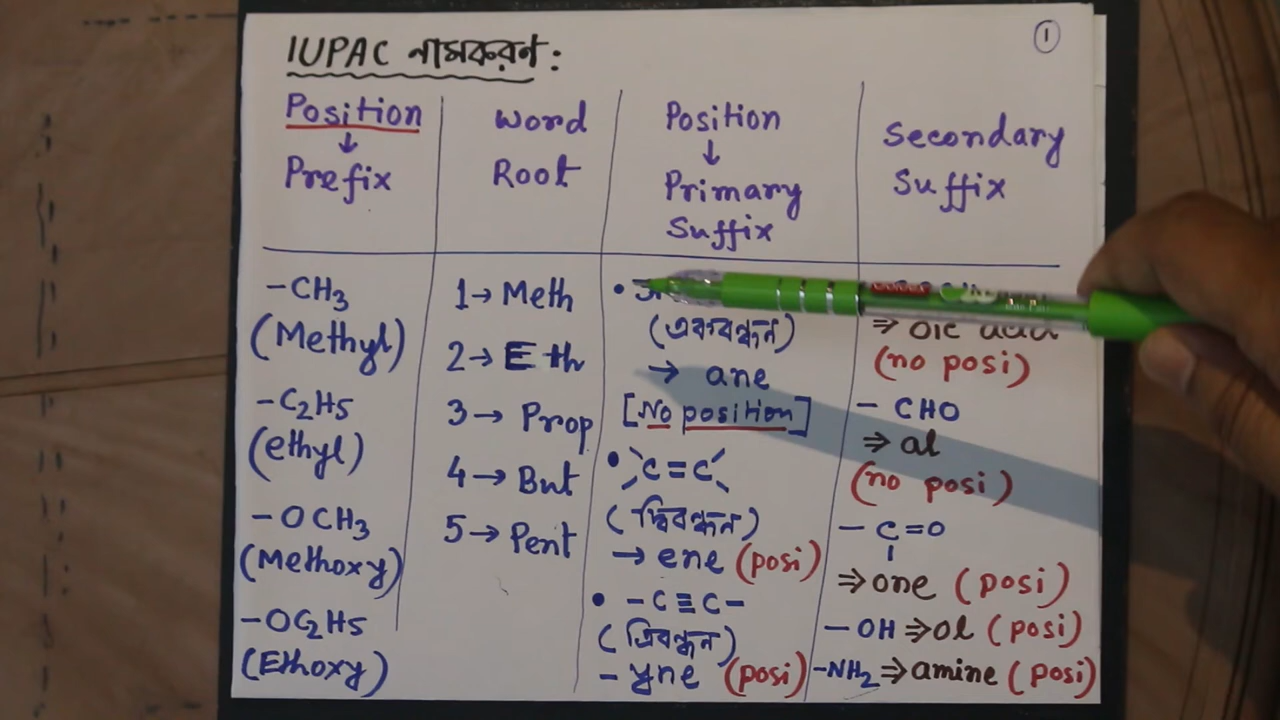 IUPAC নামকরণ:
1
Position
↓
Prefix
-CH3
(Methyl)
-C2H5
(ethyl)
-OCH3
(Methoxy)
-OC2H5
(Ethoxy)
Word
Root
1→ Meth
2→ Eth
3→ Prop
4→ But
5→ Pent
Position
↓
Primary
Suffix
(একবন্ধন)
→ ane
[No position]
• >C=C<
(দ্বিবন্ধন)
→ ene (posi)
• -C≡C-
(ত্রিবন্ধন)
- yne (posi)
Secondary
Suffix
⇒ oic acid
(no posi)
- CHO
⇒ al
(no posi)
- C=O
⇒ one (posi)
- OH ⇒ ol (posi)
-NH2 ⇒ amine (posi)